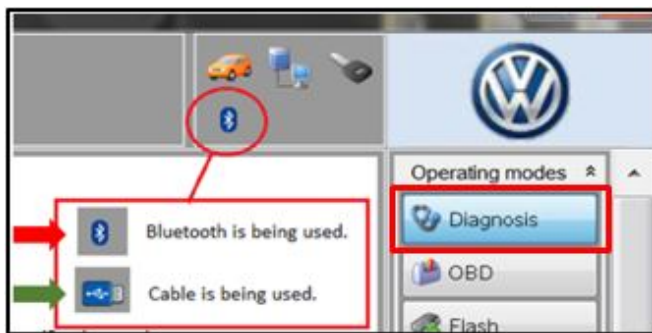 Operating modes
Bluetooth is being used.
Diagnosis
Cable is being used.
OBD
Flash